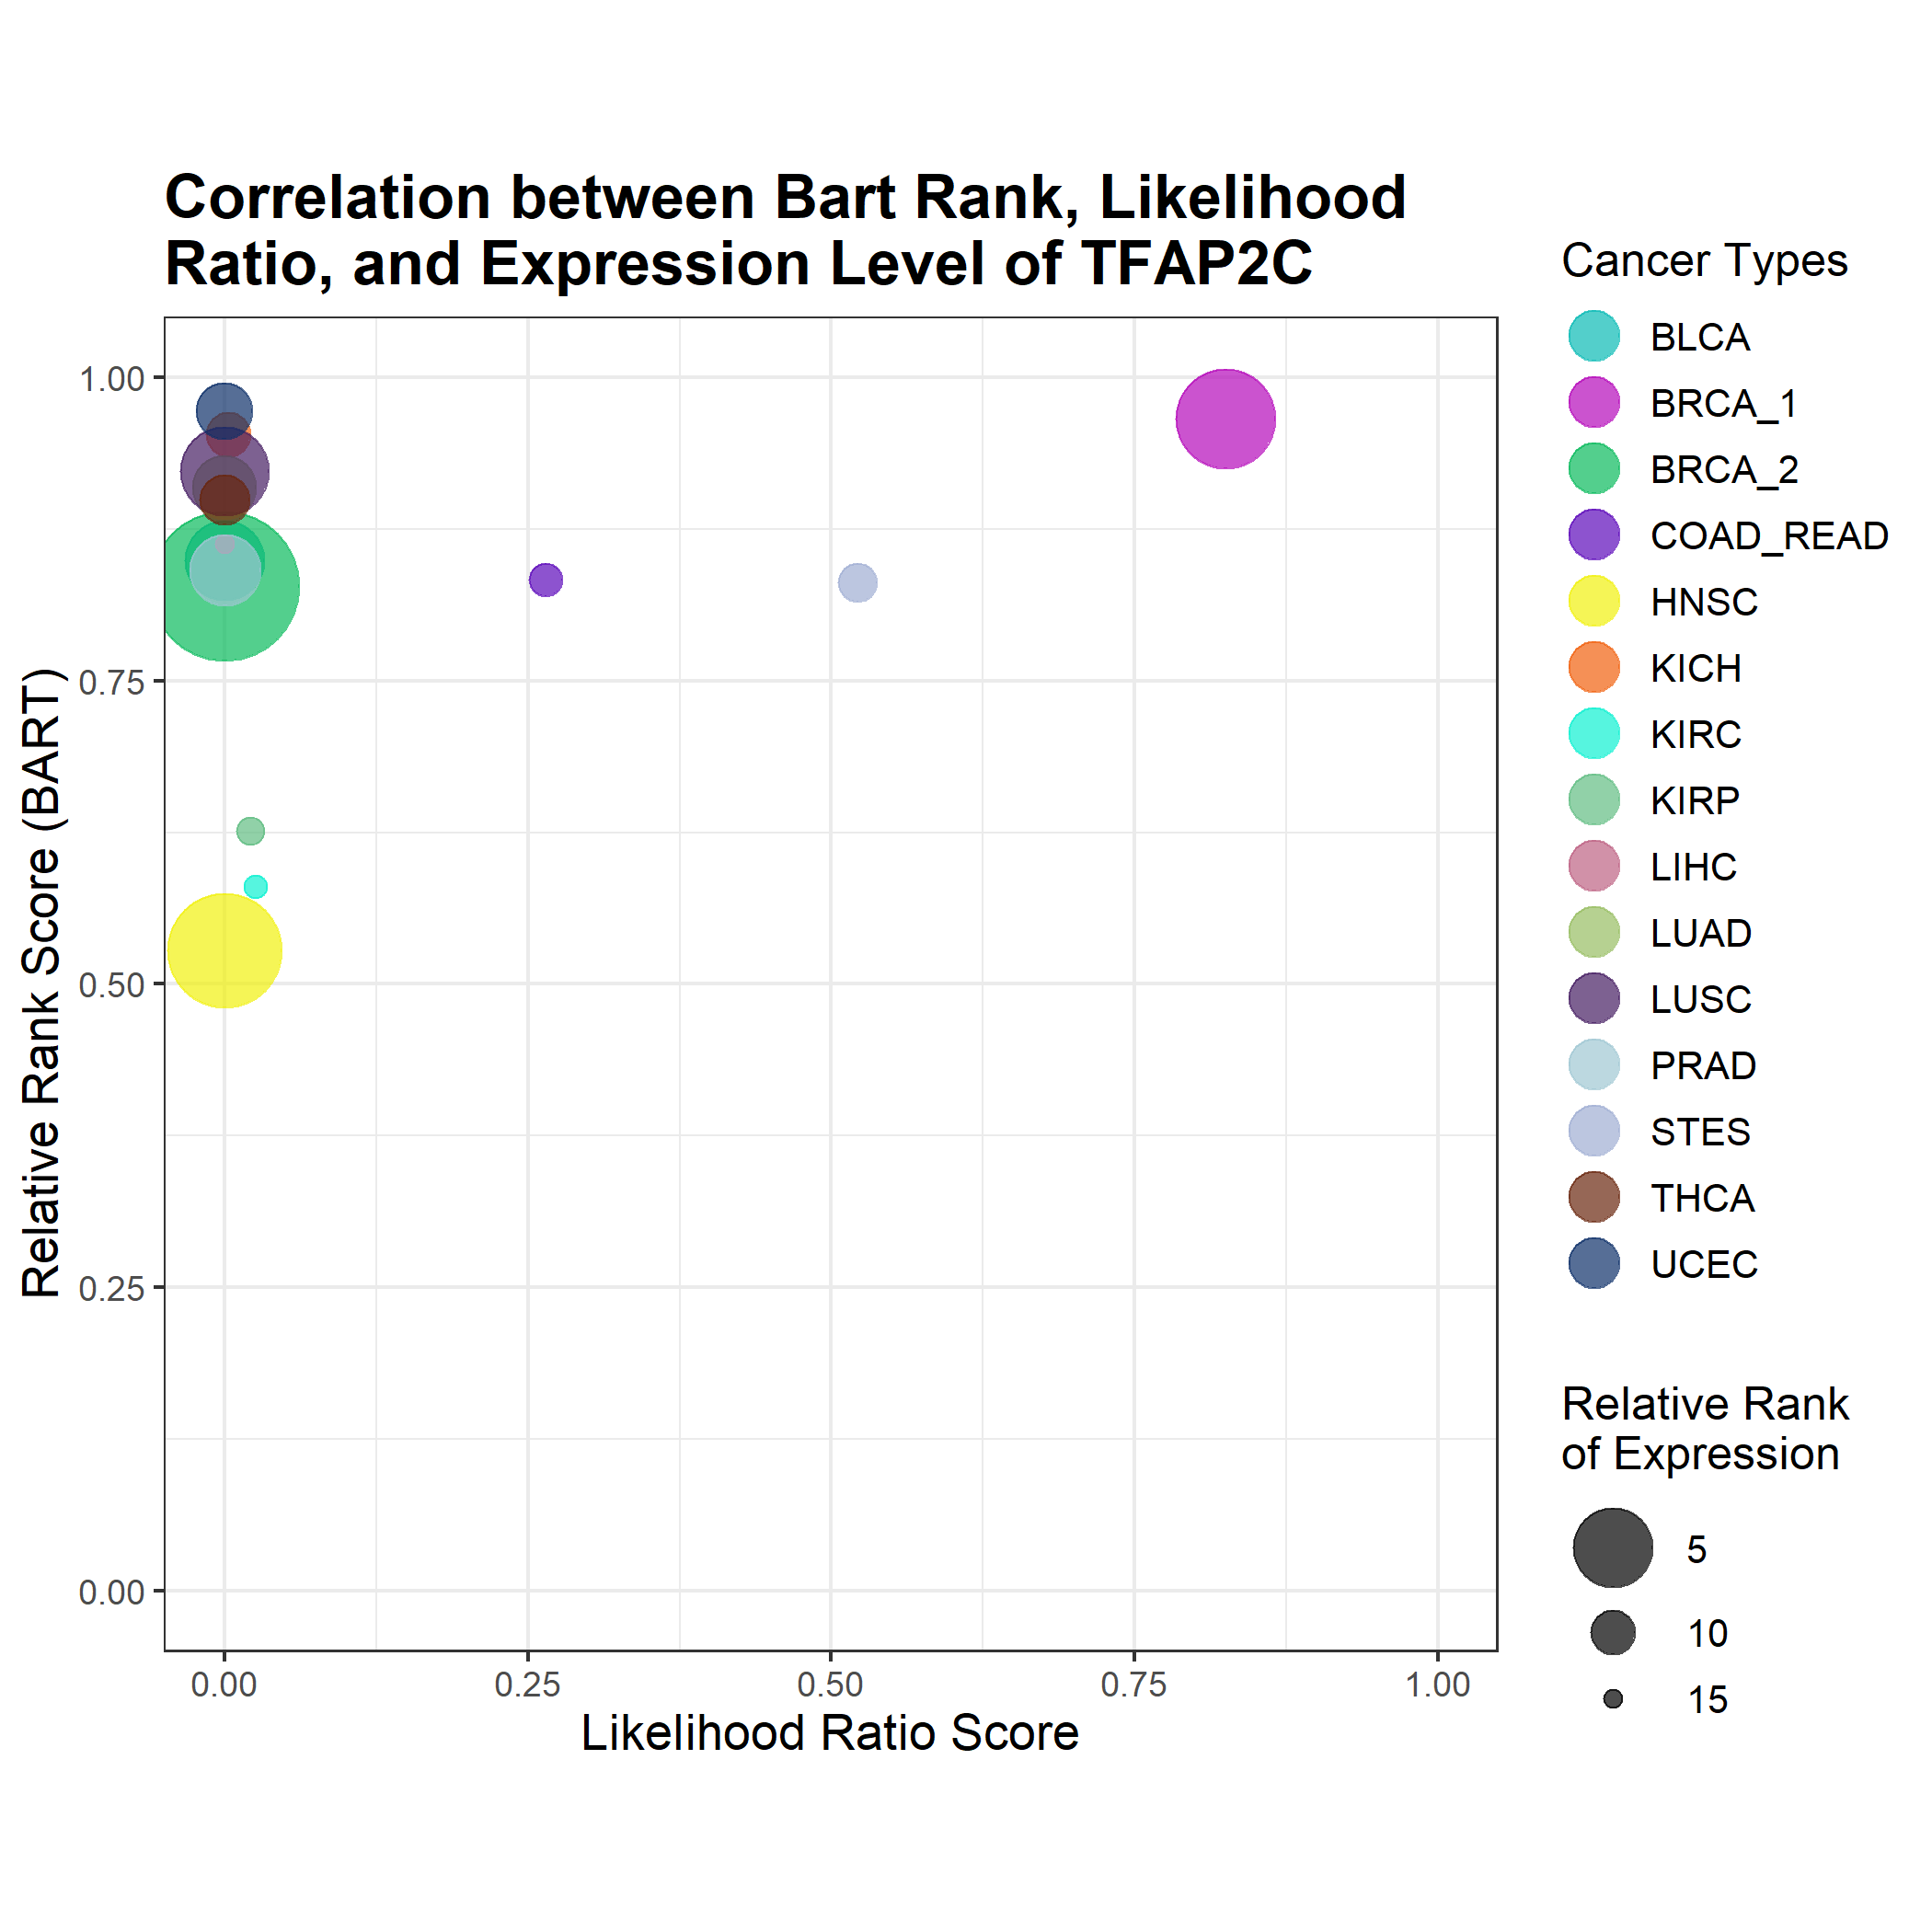 Correlation between Bart Rank, Likelihood
Ratio, and Expression Level of TFAP2C
Relative Rank Score (BART)
1.00
0.75
0.50
0.25
0.00
0.00
0.25
0.50
0.75
1.00
Likelihood Ratio Score
Cancer Types
BLCA
BRCA_1
BRCA_2
COAD_READ
HNSC
KICH
KIRC
KIRP
LIHC
LUAD
LUSC
PRAD
STES
THCA
UCEC
Relative Rank
of Expression
5
10
15